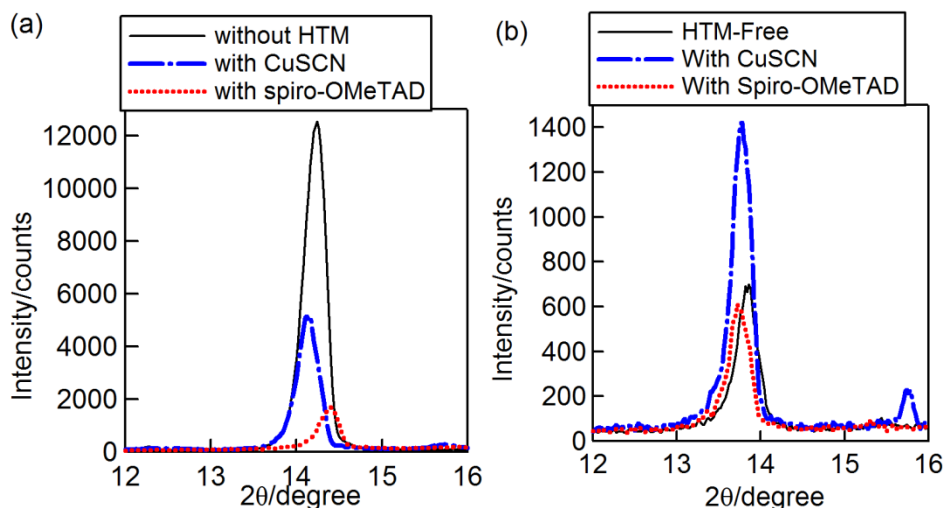 (a)
without HTM
with CuSCN
with spiro-OMeTAD
12000
10000
8000
6000
4000
2000
0
Intensity/counts
12 13 14 15 16
2θ/degree
(b)
HTM-Free
With CuSCN
With Spiro-OMeTAD
1400
1200
1000
800
600
400
200
0
Intensity/counts
12 13 14 15 16
2θ/degree